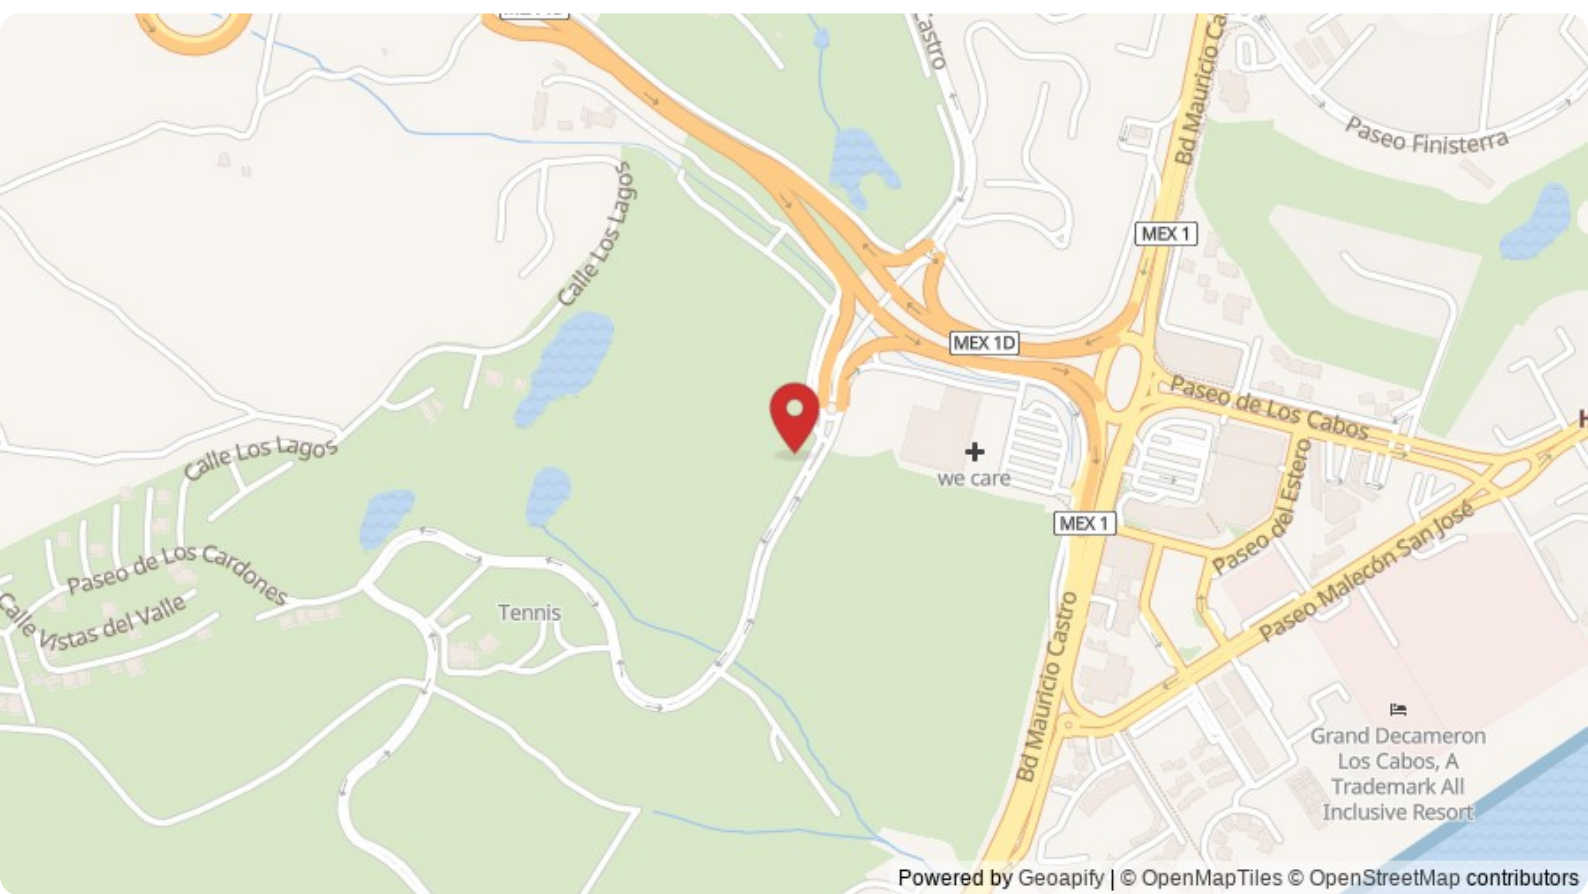 Castro
Bd Mauricio Ca
Paseo Finisterra
MEX 1
Calle Los Lagos
MEX 1D
Paseo de Los Cabos
H
Calle Los Lagos
we care
Paseo del Estero
MEX 1
Paseo Malecón San José
Paseo de Los Cardones
Calle Vistas del Valle
Tennis
Bd Mauricio Castro
Grand Decameron
Los Cabos, A
Trademark All
Inclusive Resort
Powered by Geoapify | © OpenMapTiles © OpenStreetMap contributors